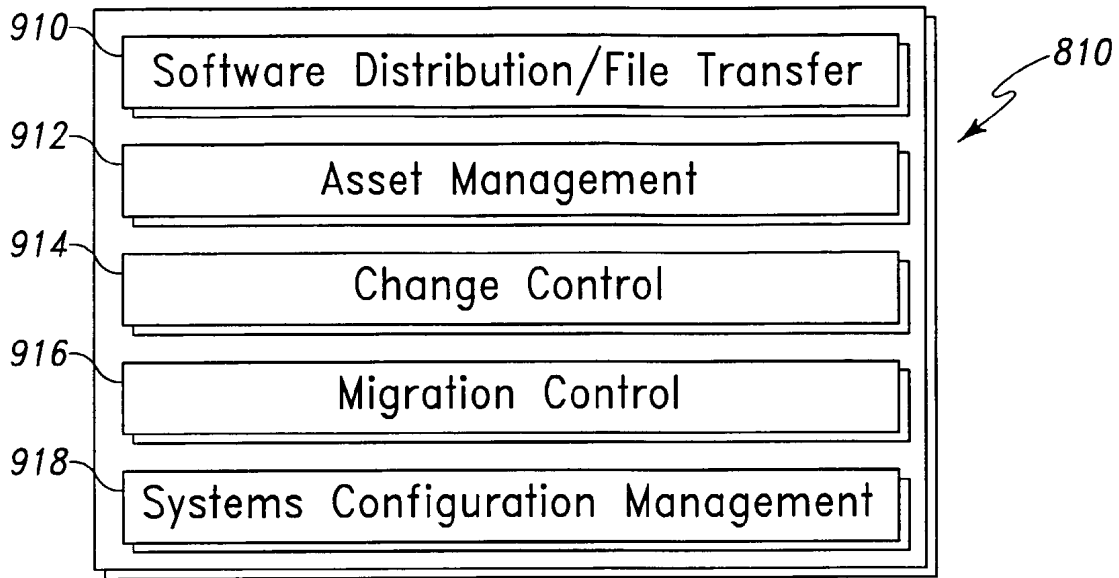 910
Software Distribution/File Transfer
810
912
Asset Management
914
Change Control
916
Migration Control
918
Systems Configuration Management